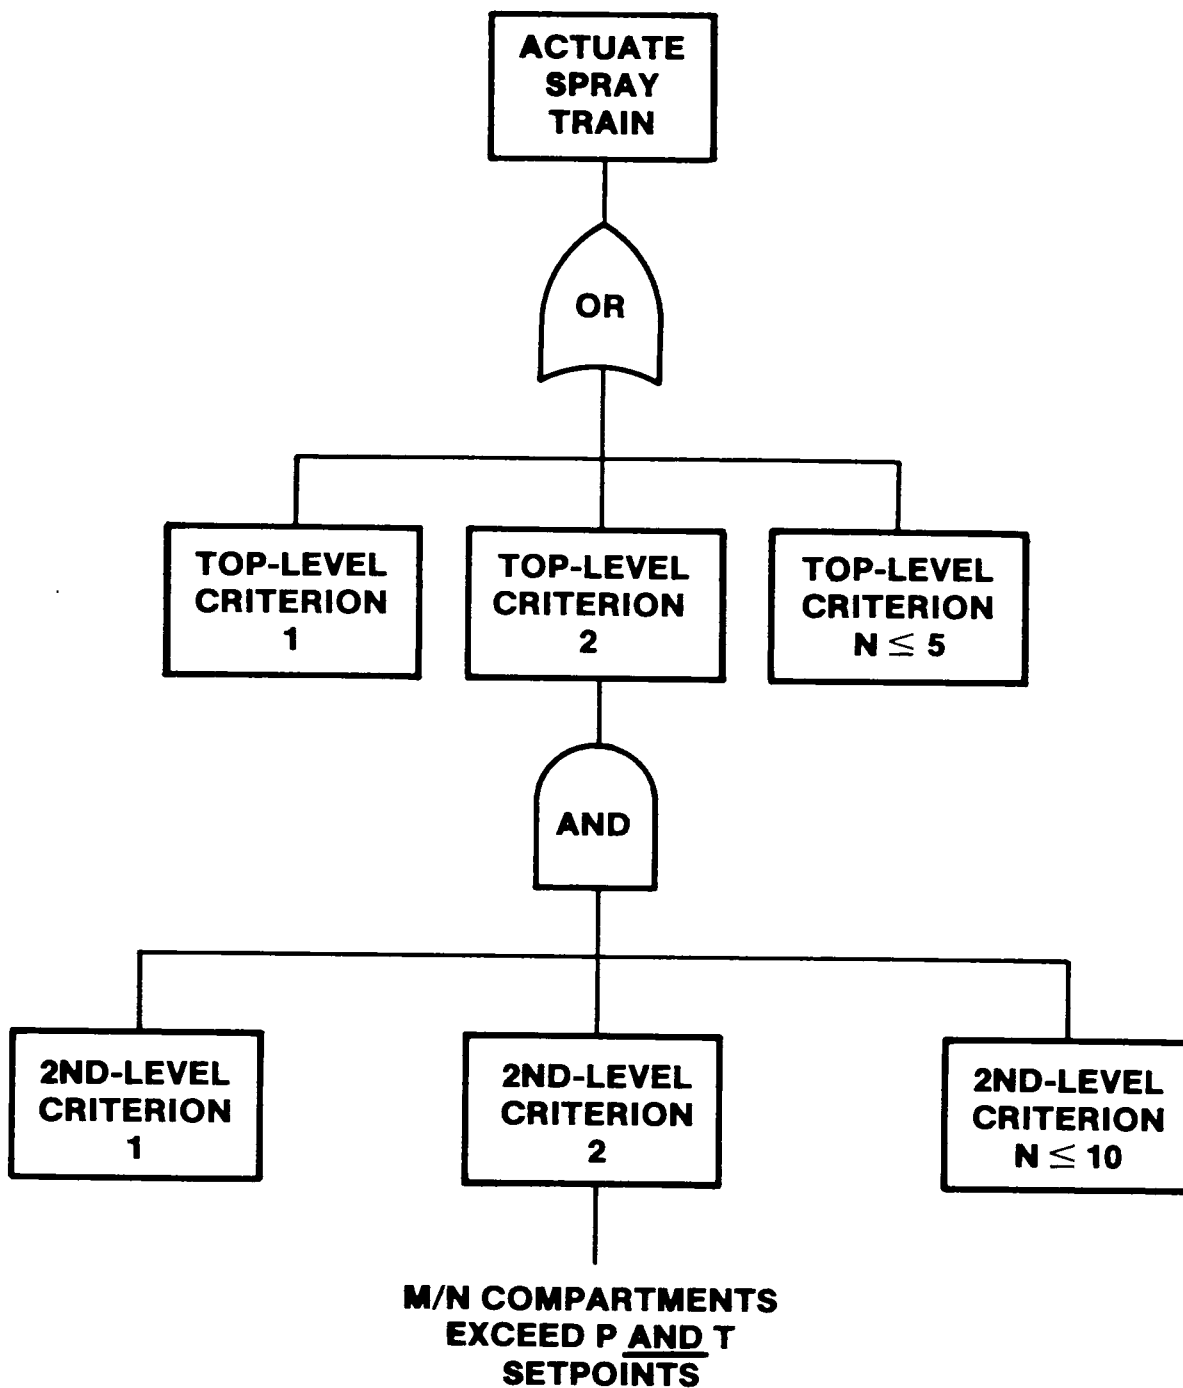 ACTUATE
SPRAY
TRAIN
OR
TOP-LEVEL
CRITERION
1
TOP-LEVEL
CRITERION
2
TOP-LEVEL
CRITERION
N ≤ 5
AND
2ND-LEVEL
CRITERION
1
2ND-LEVEL
CRITERION
2
2ND-LEVEL
CRITERION
N ≤ 10
M/N COMPARTMENTS
EXCEED P AND T
SETPOINTS